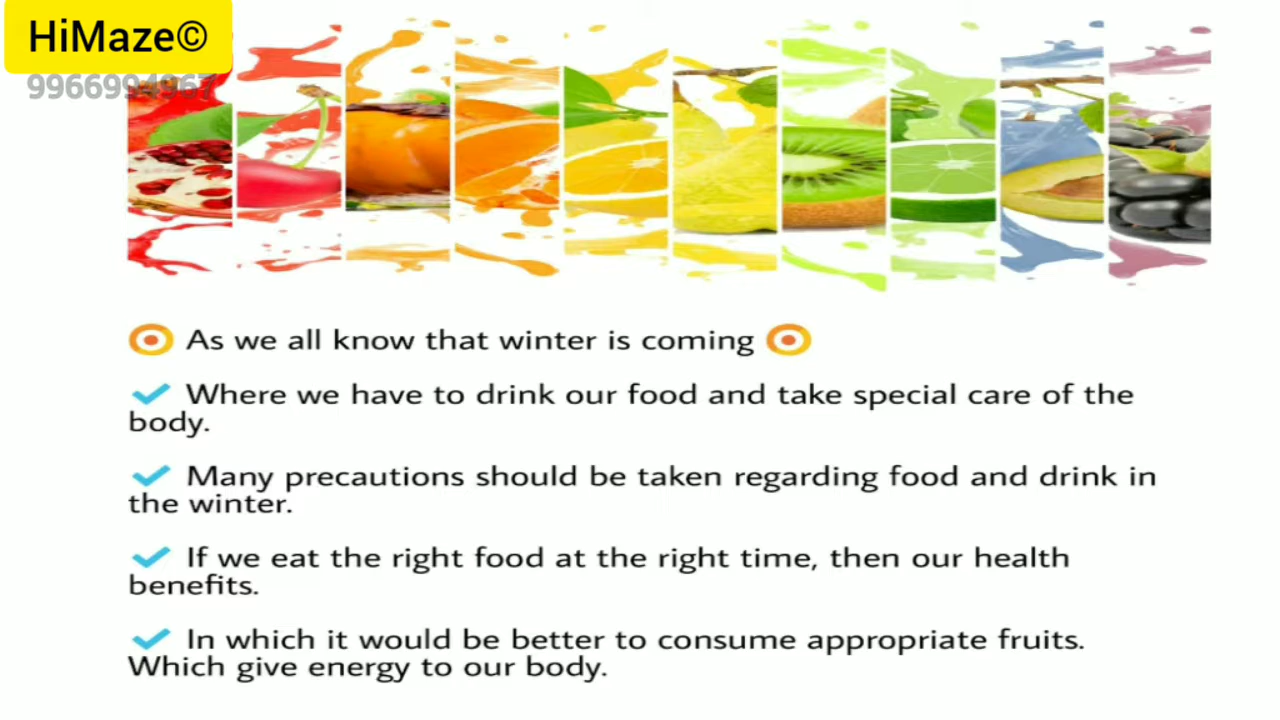 HiMaze©
9966994967
As we all know that winter is coming
Where we have to drink our food and take special care of the
body.
Many precautions should be taken regarding food and drink in
the winter.
If we eat the right food at the right time, then our health
benefits.
In which it would be better to consume appropriate fruits.
Which give energy to our body.